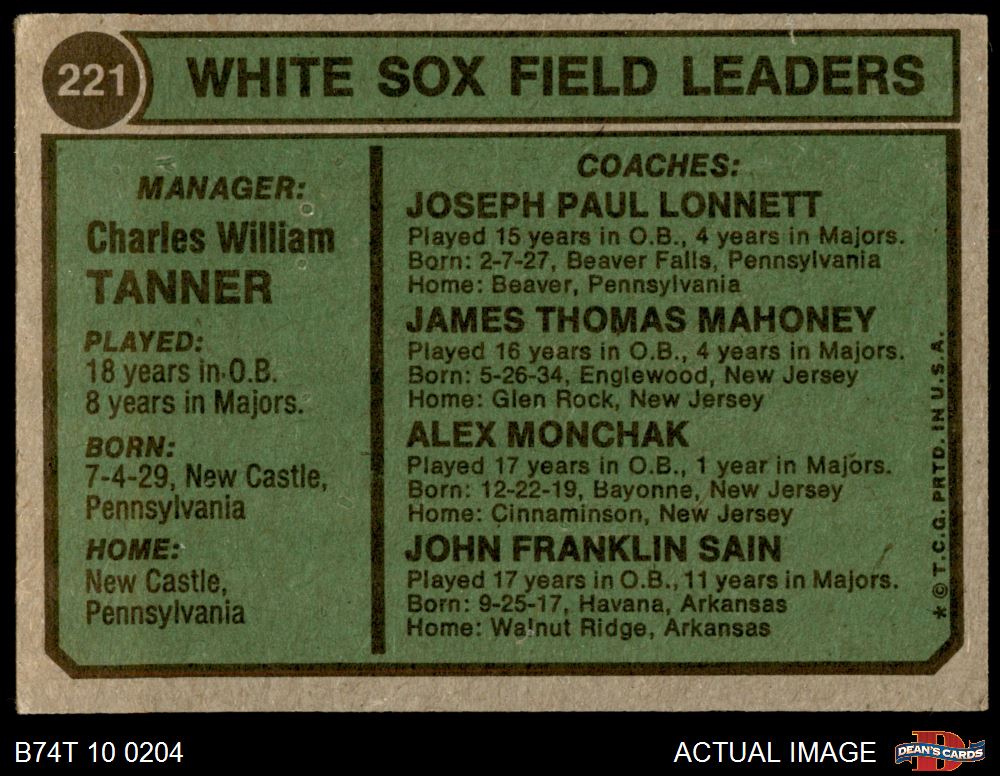 221
WHITE SOX FIELD LEADERS
MANAGER:
Charles William
TANNER
PLAYED:
18 years in O.B.
8 years in Majors.
BORN:
7-4-29, New Castle,
Pennsylvania
HOME:
New Castle,
Pennsylvania
COACHES:
JOSEPH PAUL LONNETT
Played 15 years in O.B., 4 years in Majors.
Born: 2-7-27, Beaver Falls, Pennsylvania
Home: Beaver, Pennsylvania
JAMES THOMAS MAHONEY
Played 16 years in O.B., 4 years in Majors.
Born: 5-26-34, Englewood, New Jersey
Home: Glen Rock, New Jersey
ALEX MONCHAK
Played 17 years in O.B., 1 year in Majors.
Born: 12-22-19, Bayonne, New Jersey
Home: Cinnaminson, New Jersey
JOHN FRANKLIN SAIN
Played 17 years in O.B., 11 years in Majors.
Born: 9-25-17, Havana, Arkansas
Home: Walnut Ridge, Arkansas
* © T.C.G. PRTD. IN U.S.A.
B74T 10 0204
ACTUAL IMAGE
DEAN'S CARDS